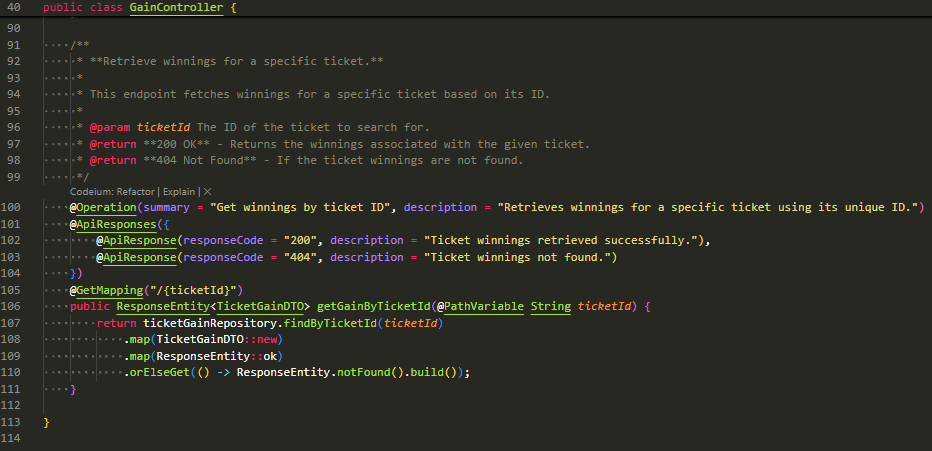 40 public class GainController {
90
91 /**
92 * **Retrieve winnings for a specific ticket.**
93 *
94 * This endpoint fetches winnings for a specific ticket based on its ID.
95 *
96 * @param ticketId The ID of the ticket to search for.
97 * @return **200 OK** - Returns the winnings associated with the given ticket.
98 * @return **404 Not Found** - If the ticket winnings are not found.
99 */
Codeium: Refactor | Explain | ×
100 @Operation(summary = "Get winnings by ticket ID", description = "Retrieves winnings for a specific ticket using its unique ID.")
101 @ApiResponses({
102 @ApiResponse(responseCode = "200", description = "Ticket winnings retrieved successfully."),
103 @ApiResponse(responseCode = "404", description = "Ticket winnings not found.")
104 })
105 @GetMapping("/{ticketId}")
106 public ResponseEntity<TicketGainDTO> getGainByTicketId(@PathVariable String ticketId) {
107 return ticketGainRepository.findByTicketId(ticketId)
108 .map(TicketGainDTO::new)
109 .map(ResponseEntity::ok)
110 .orElseGet(() -> ResponseEntity.notFound().build());
111 }
112
113 }
114